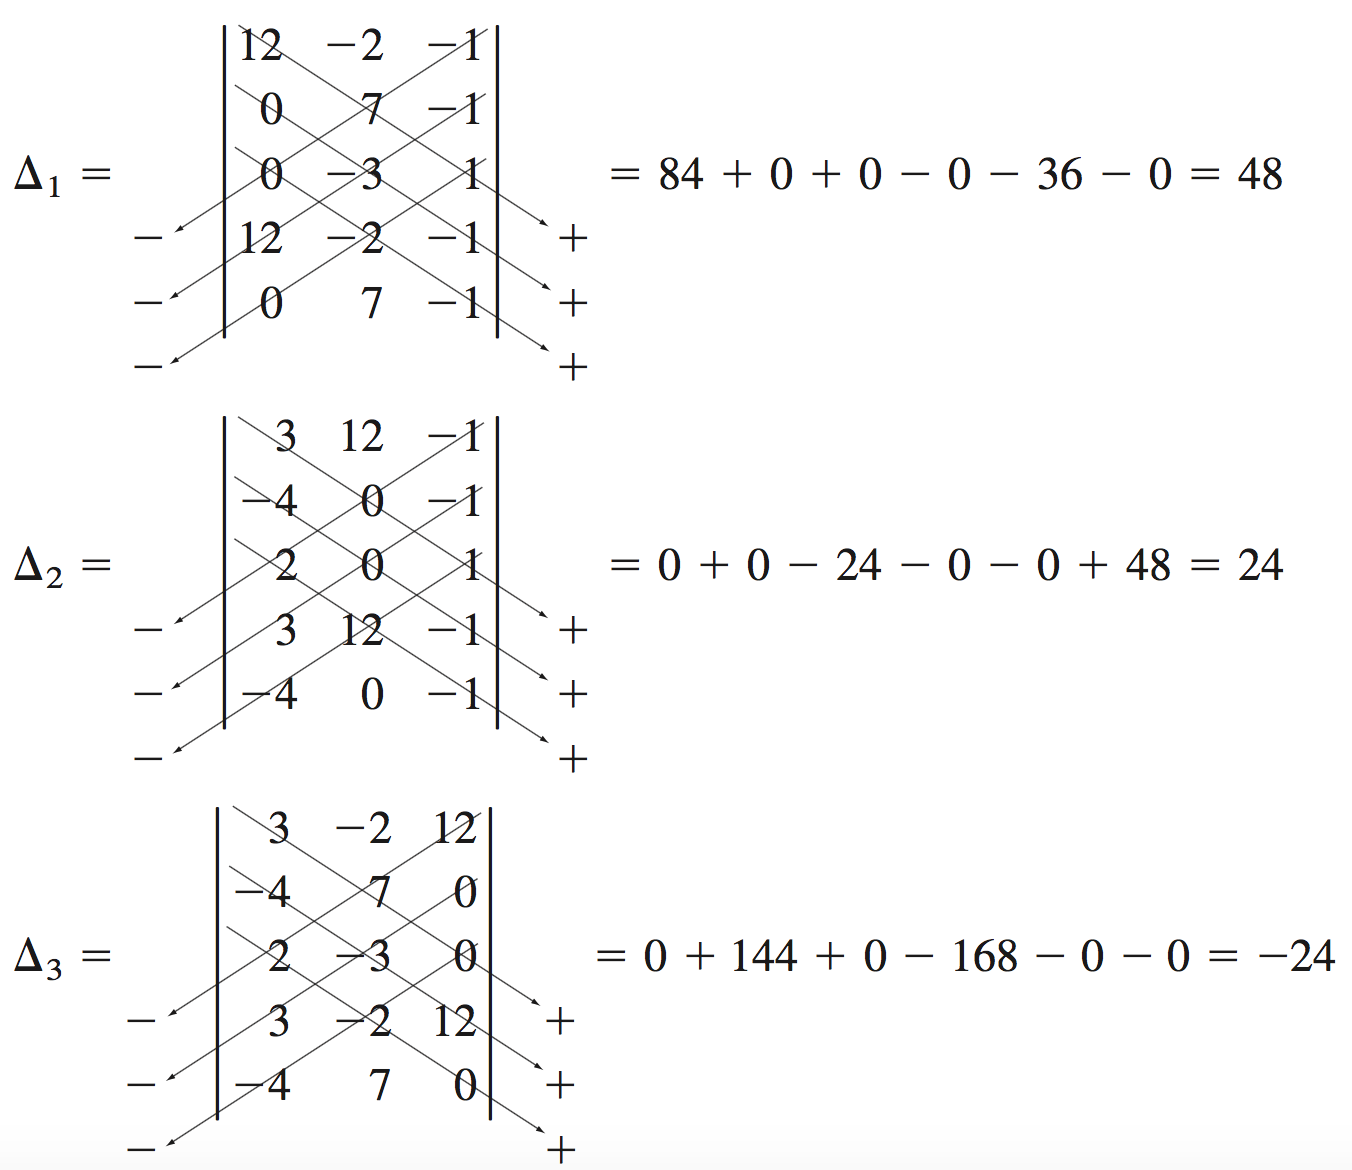 12 −2 −1
0 7 −1
Δ₁ = 0 −3 1 = 84 + 0 + 0 − 0 − 36 − 0 = 48
− 12 −2 −1 +
− 0 7 −1 +
− +
3 12 −1
−4 0 −1
Δ₂ = 2 0 1 = 0 + 0 − 24 − 0 − 0 + 48 = 24
− 3 12 −1 +
− −4 0 −1 +
− +
3 −2 12
−4 7 0
Δ₃ = 2 −3 0 = 0 + 144 + 0 − 168 − 0 − 0 = −24
− 3 −2 12 +
− −4 7 0 +
− +